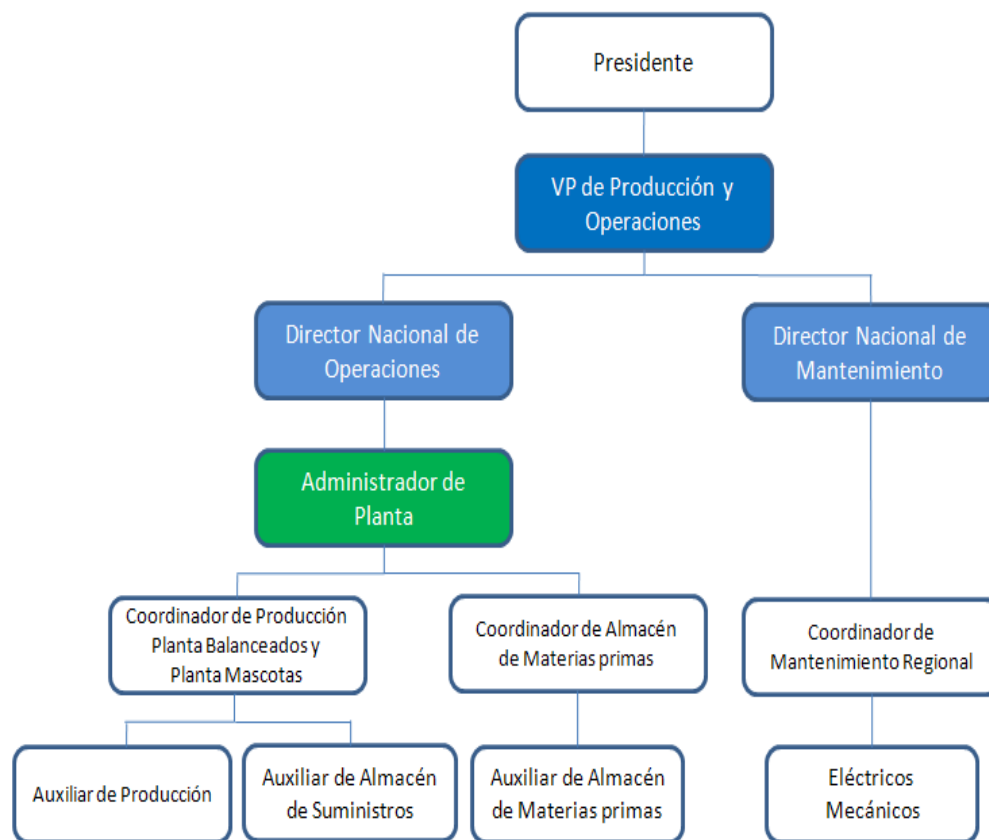 Presidente
VP de Producción y
Operaciones
Director Nacional de
Operaciones
Director Nacional de
Mantenimiento
Administrador de
Planta
Coordinador de Producción
Planta Balanceados y
Planta Mascotas
Coordinador de Almacén
de Materias primas
Coordinador de
Mantenimiento Regional
Auxiliar de Producción
Auxiliar de Almacén
de Suministros
Auxiliar de Almacén
de Materias primas
Eléctricos
Mecánicos